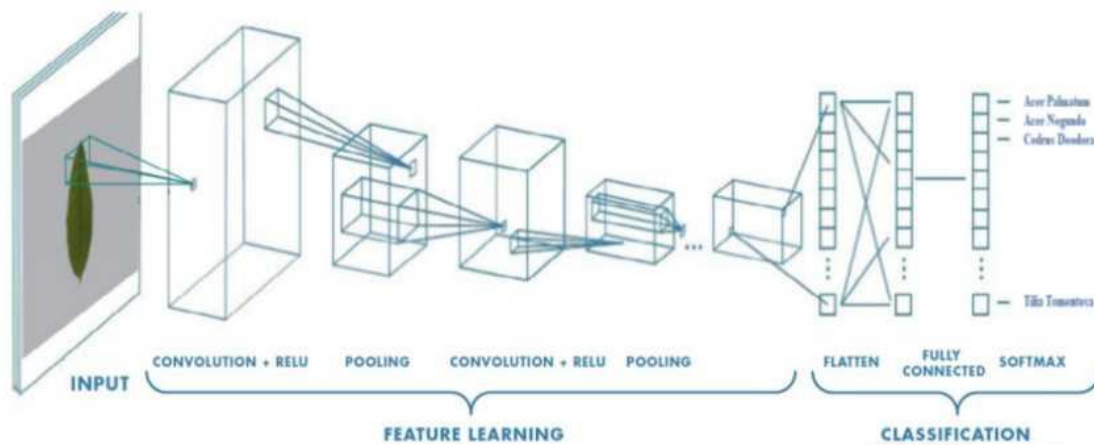 Acer Palmatum
Acer Negundo
Cedrus Deodora
...
Tilia Tomentosa
CONVOLUTION + RELU POOLING CONVOLUTION + RELU POOLING FLATTEN FULLY CONNECTED SOFTMAX
INPUT
FEATURE LEARNING CLASSIFICATION